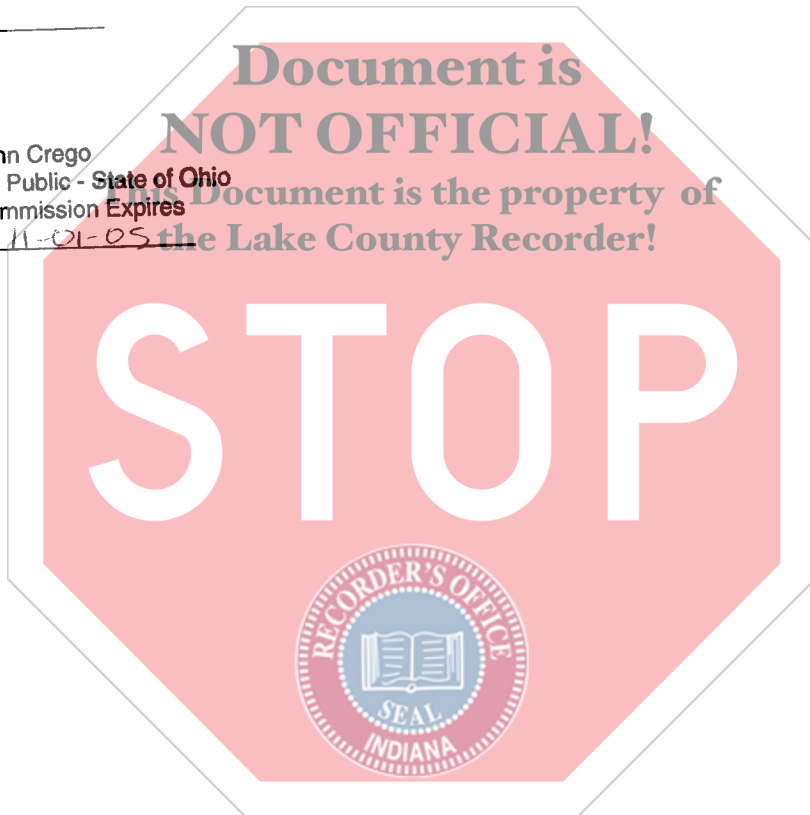 Document is
NOT OFFICIAL!
nn Crego
Public - State of Ohio
This Document is the property of
mmission Expires
11-01-05
the Lake County Recorder!
STOP
RECORDER'S OFFICE
SEAL
INDIANA